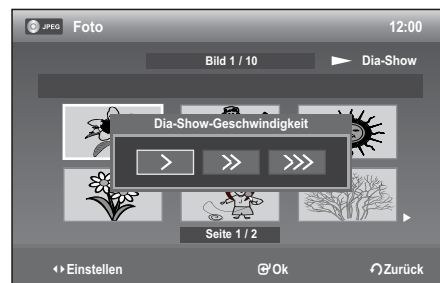 JPEG Foto 12:00
Bild 1 / 10 Dia-Show
Dia-Show-Geschwindigkeit
Seite 1 / 2
Einstellen Ok Zurück